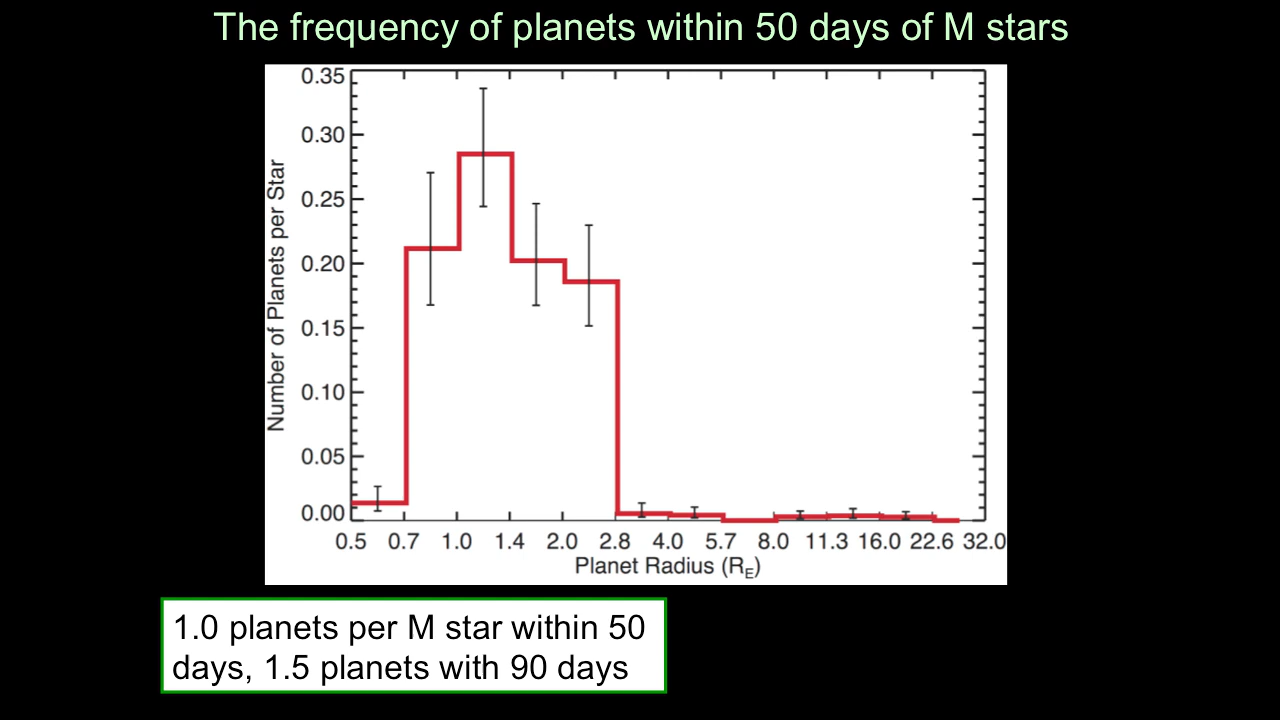 The frequency of planets within 50 days of M stars
0.35
0.30
0.25
0.20
0.15
0.10
0.05
0.00
Number of Planets per Star
0.5 0.7 1.0 1.4 2.0 2.8 4.0 5.7 8.0 11.3 16.0 22.6 32.0
Planet Radius (RE)
1.0 planets per M star within 50
days, 1.5 planets with 90 days